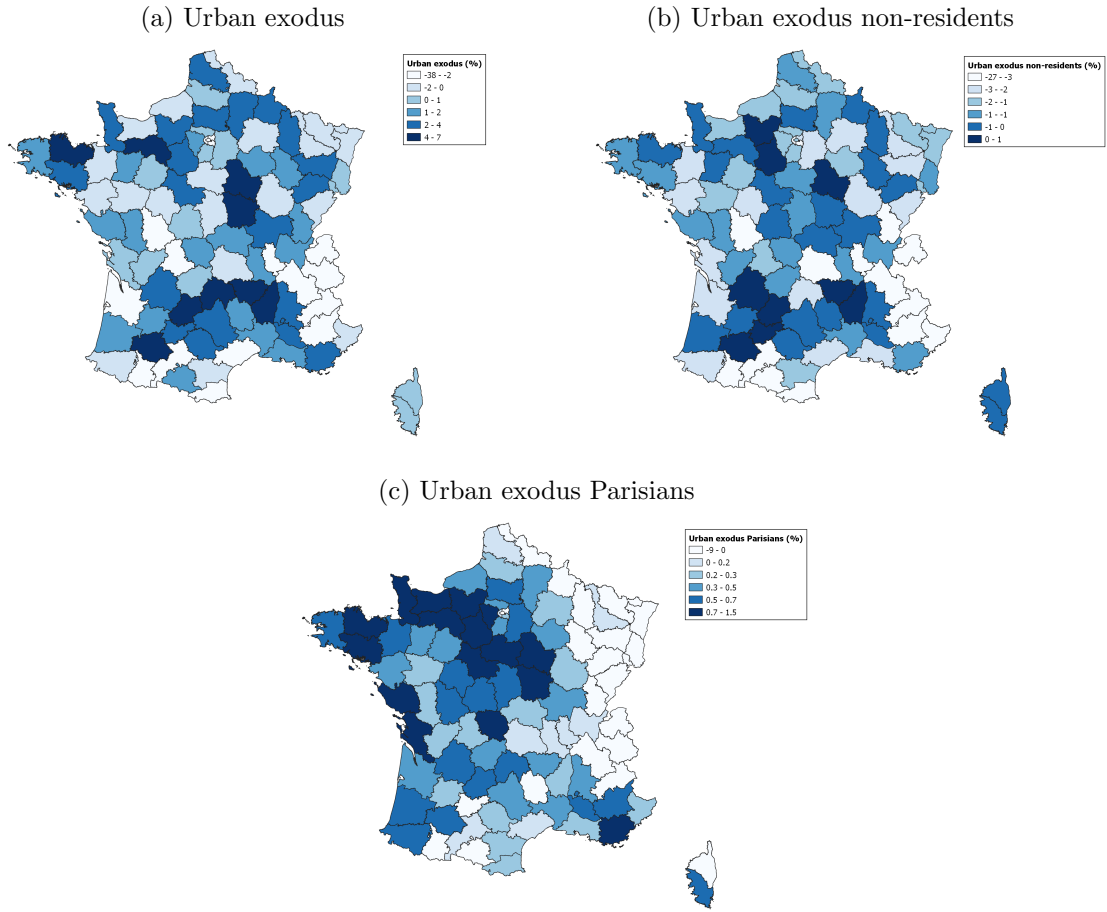 (a) Urban exodus
(b) Urban exodus non-residents
Urban exodus (%)
-38 - -2
-2 - 0
0 - 1
1 - 2
2 - 4
4 - 7
Urban exodus non-residents (%)
-27 - -3
-3 - -2
-2 - -1
-1 - -1
-1 - 0
0 - 1
(c) Urban exodus Parisians
Urban exodus Parisians (%)
-9 - 0
0 - 0.2
0.2 - 0.3
0.3 - 0.5
0.5 - 0.7
0.7 - 1.5